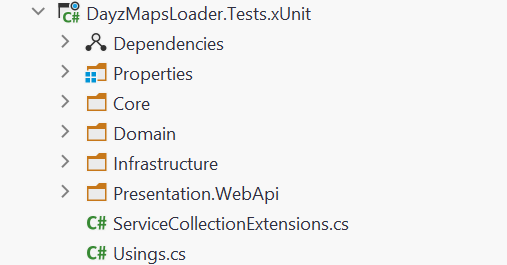 C# DayzMapsLoader.Tests.xUnit
Dependencies
Properties
Core
Domain
Infrastructure
Presentation.WebApi
C# ServiceCollectionExtensions.cs
C# Usings.cs